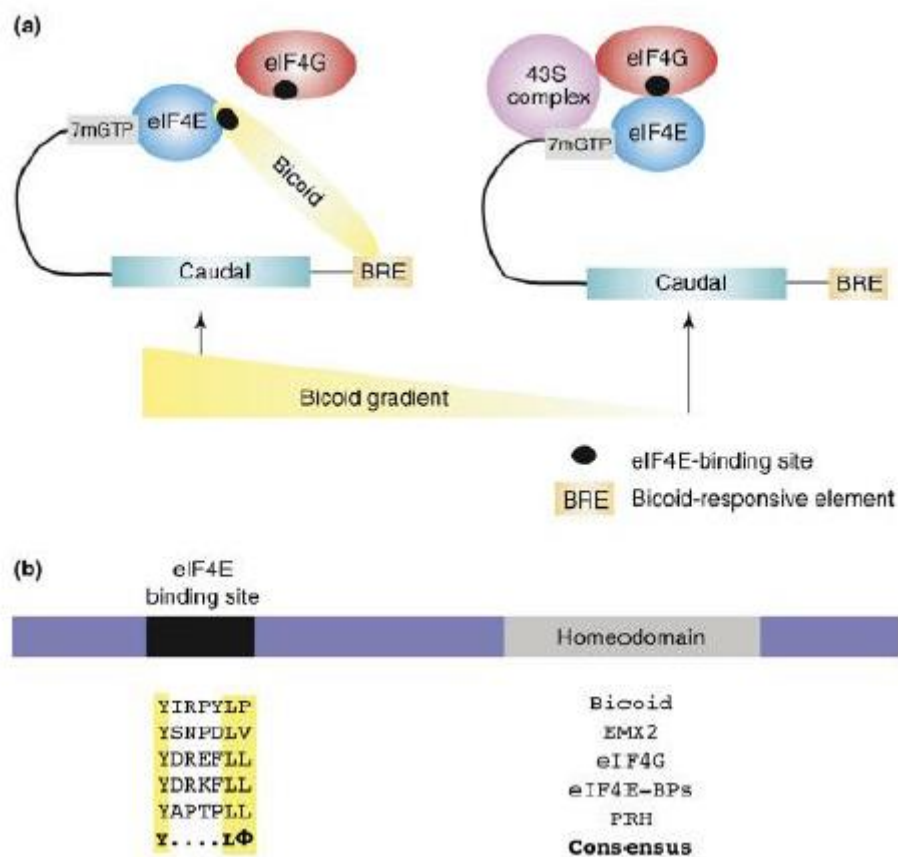 (a)
eIF4G
eIF4E
7mGTP
Bicoid
Caudal
BRE
43S
complex
eIF4G
7mGTP
eIF4E
Caudal
BRE
Bicoid gradient
eIF4E-binding site
BRE Bicoid-responsive element
(b)
eIF4E
binding site
Homeodomain
YIRPYLP Bicoid
YSNPDLV EMX2
YDREFLL eIF4G
YDRKFLL eIF4E-BPs
YAPTPLL PRH
Y....LΦ Consensus